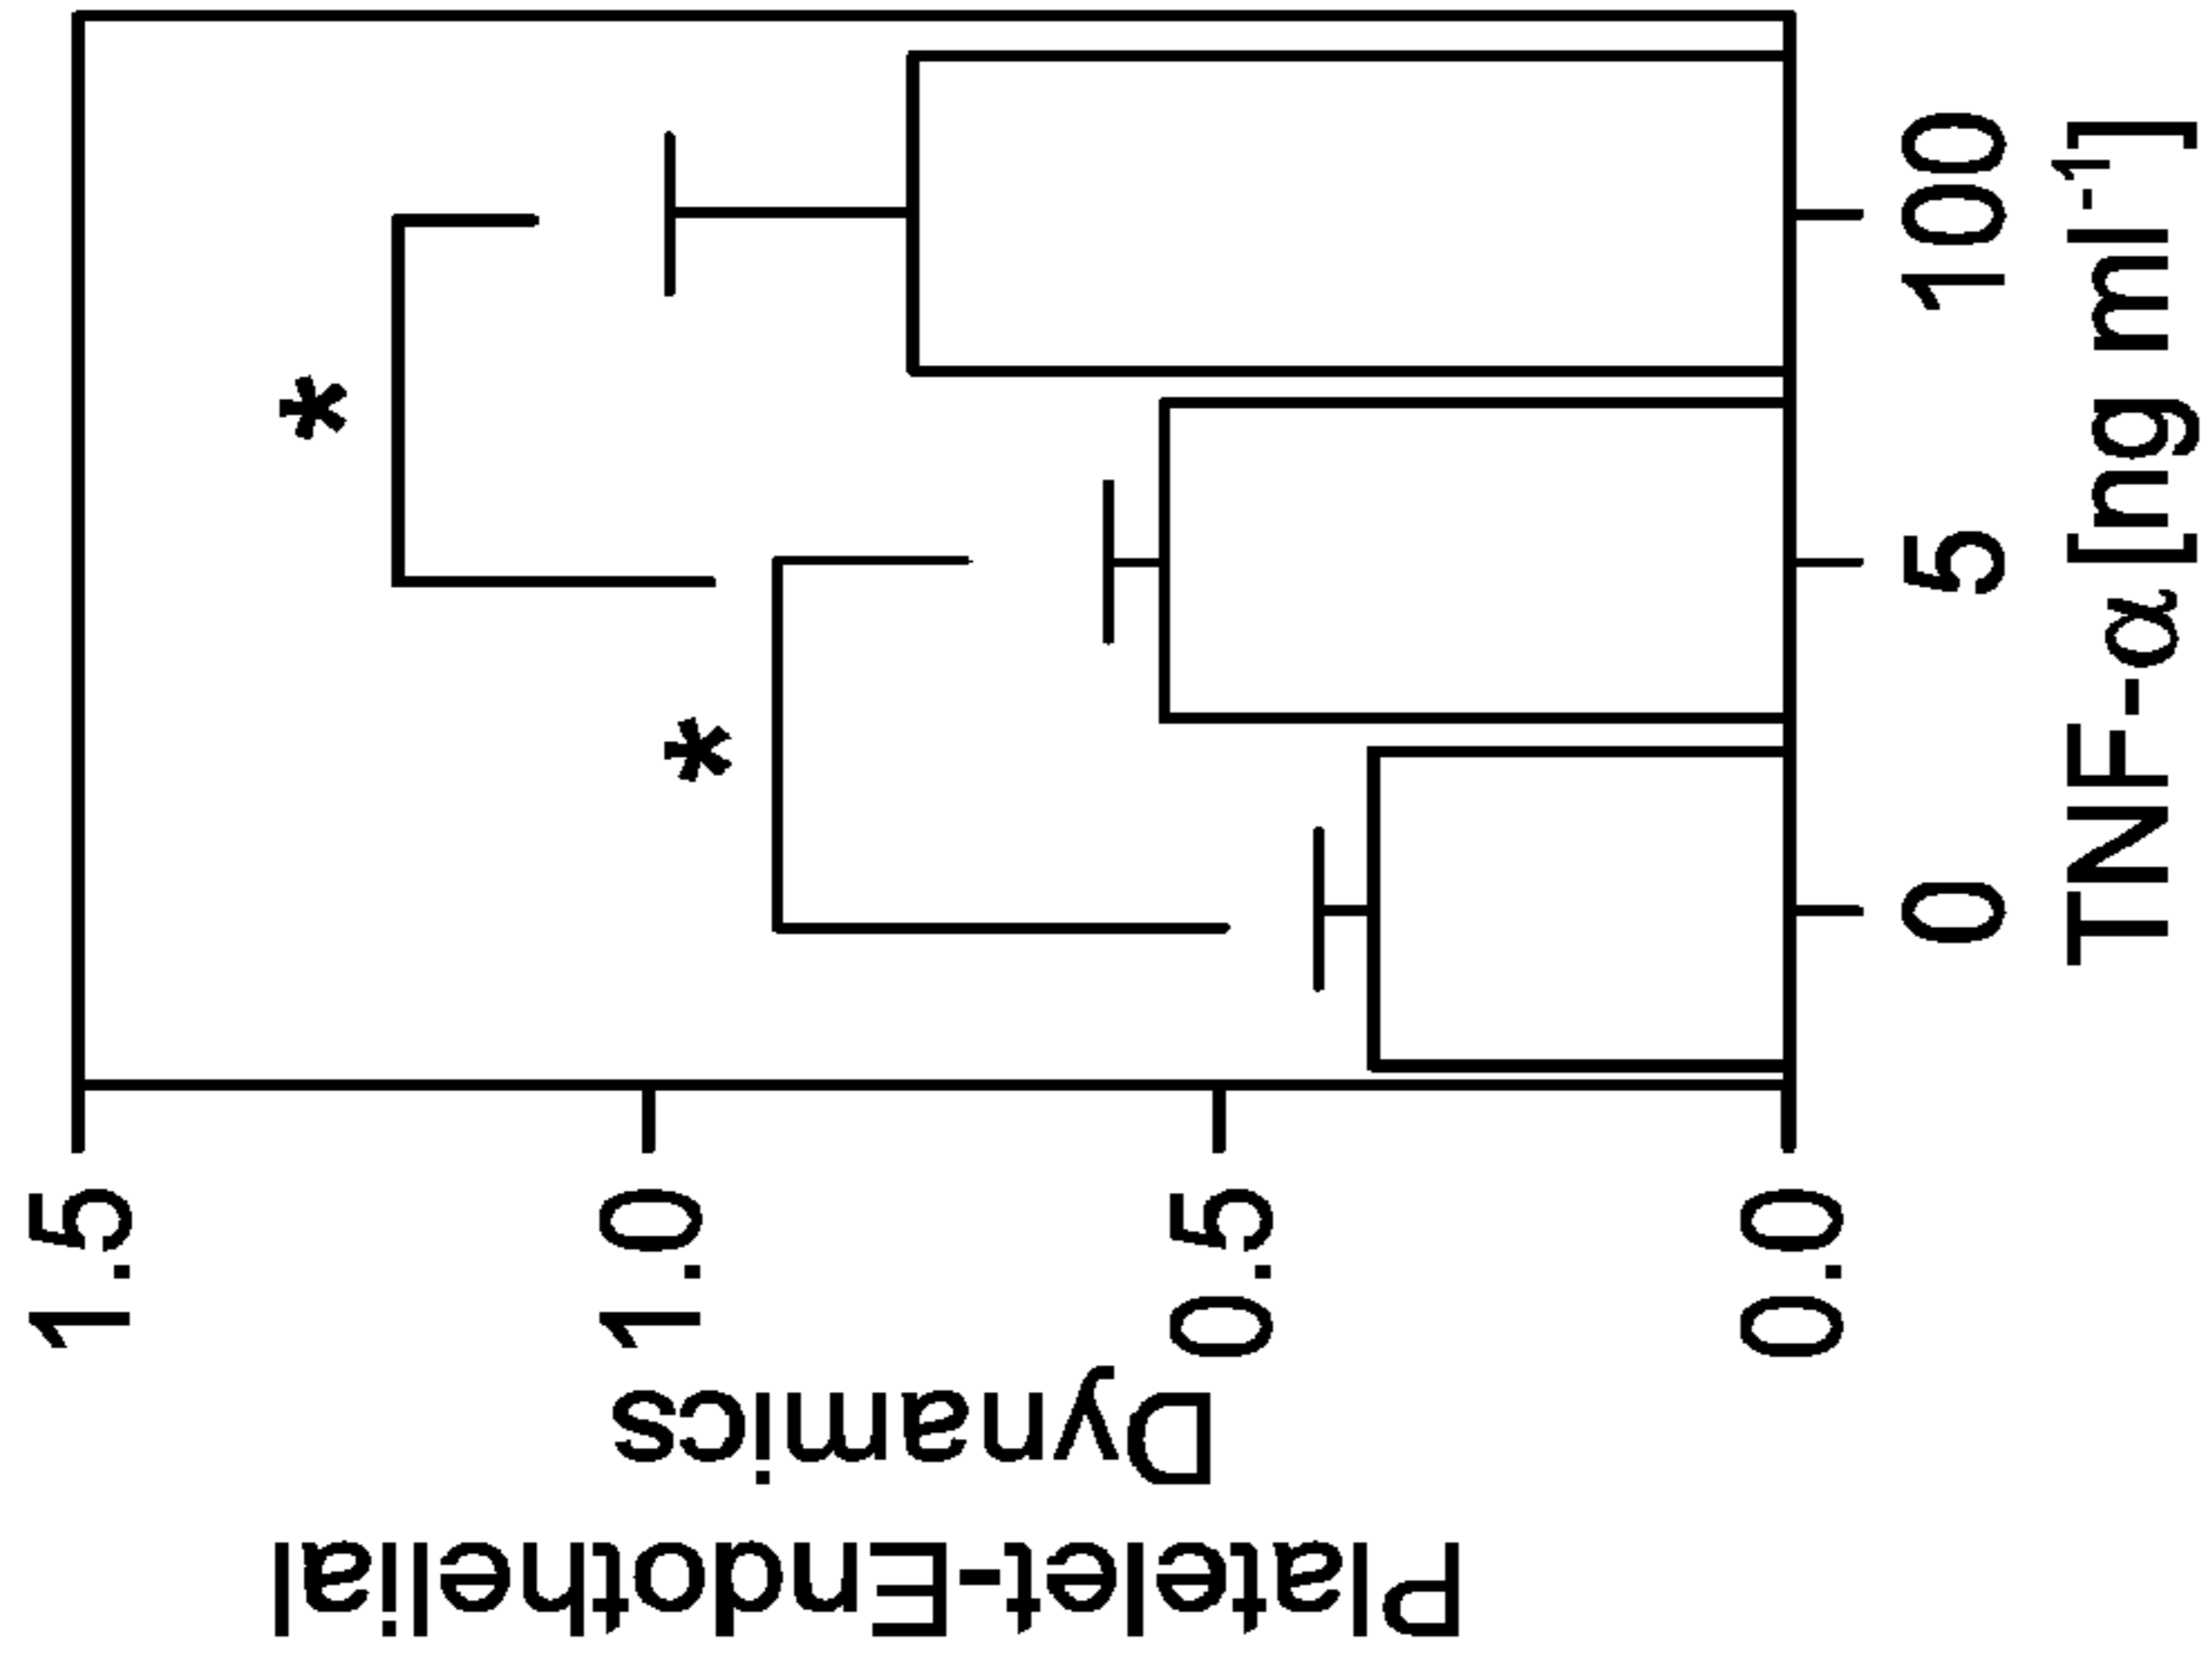 Platelet-Endothelial
Dynamics
1.5
1.0
0.5
0.0
*
*
0 5 100
TNF-α [ng ml⁻¹]